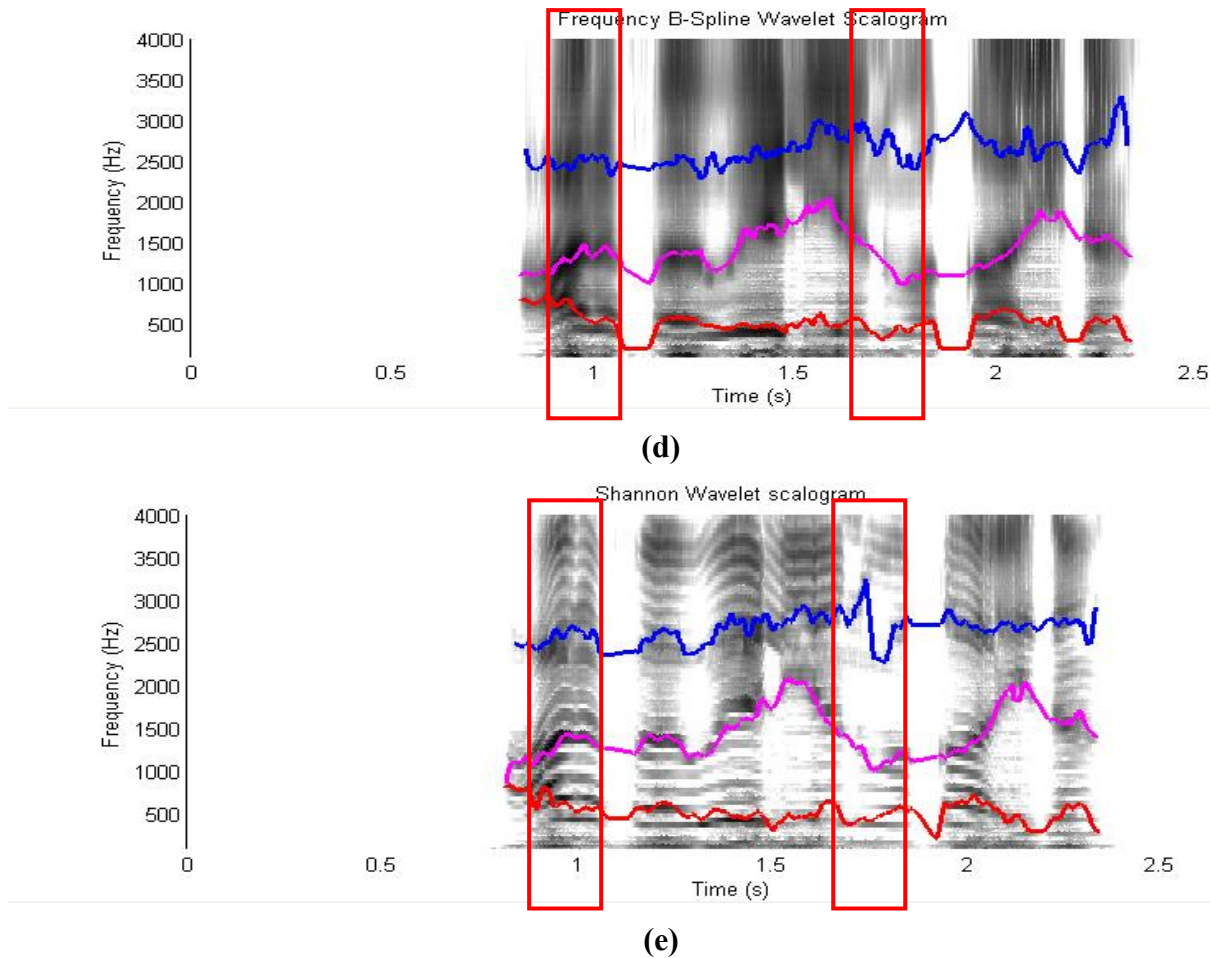 Frequency B-Spline Wavelet Scalogram
4000
3500
3000
2500
2000
1500
1000
500
Frequency (Hz)
0 0.5 1 1.5 2 2.5
Time (s)
(d)
Shannon Wavelet scalogram
4000
3500
3000
2500
2000
1500
1000
500
Frequency (Hz)
0 0.5 1 1.5 2 2.5
Time (s)
(e)